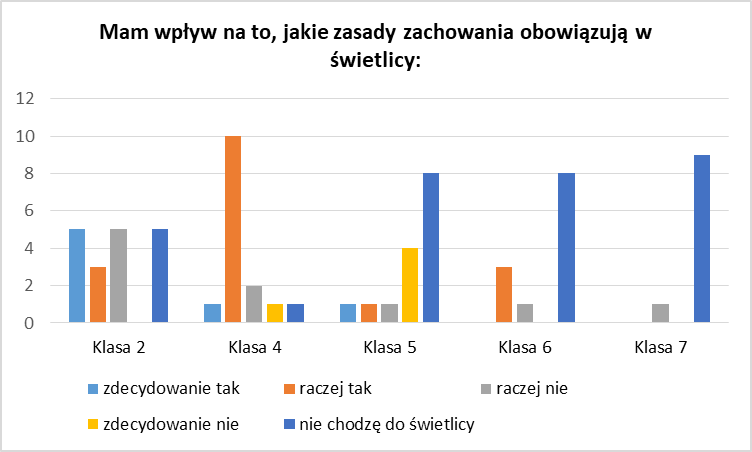 Mam wpływ na to, jakie zasady zachowania obowiązują w
świetlicy:
12
10
8
6
4
2
0
Klasa 2 Klasa 4 Klasa 5 Klasa 6 Klasa 7
zdecydowanie tak raczej tak raczej nie
zdecydowanie nie nie chodzę do świetlicy